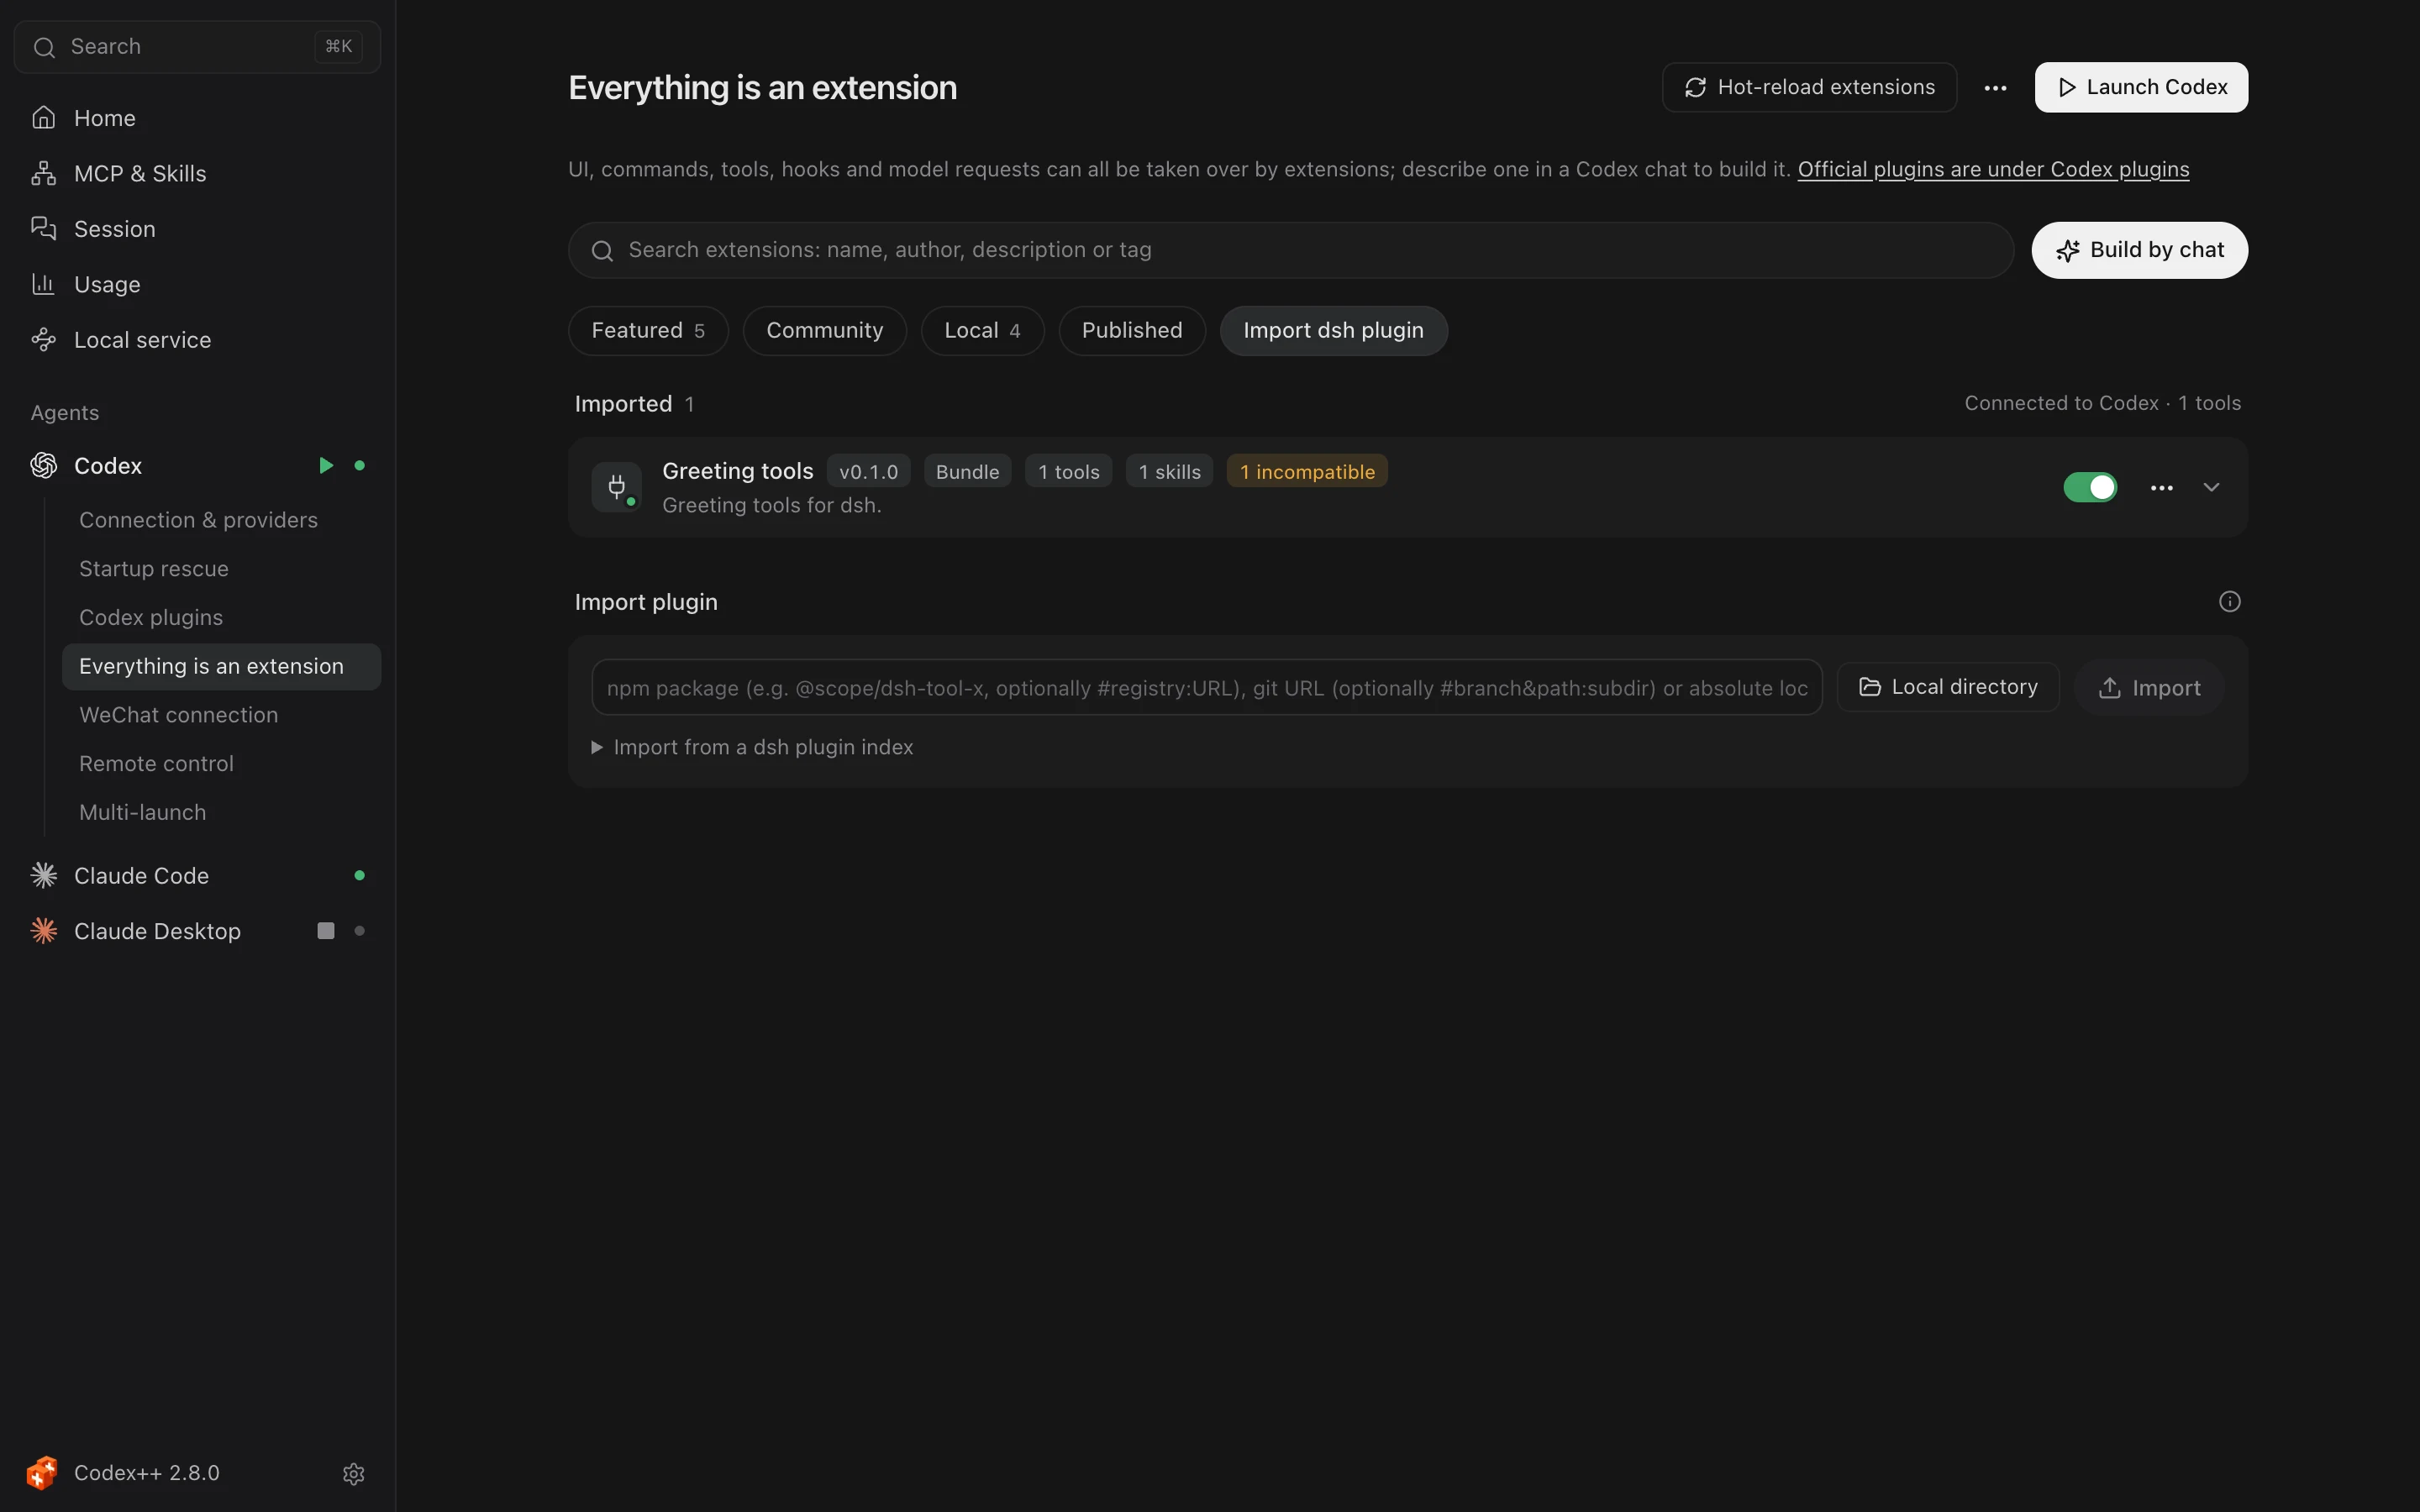 Search ⌘K
Home
MCP & Skills
Session
Usage
Local service
Agents
Codex
Connection & providers
Startup rescue
Codex plugins
Everything is an extension
WeChat connection
Remote control
Multi-launch
Claude Code
Claude Desktop
Codex++ 2.8.0
Everything is an extension
Hot-reload extensions
Launch Codex
UI, commands, tools, hooks and model requests can all be taken over by extensions; describe one in a Codex chat to build it. Official plugins are under Codex plugins
Search extensions: name, author, description or tag
Build by chat
Featured 5
Community
Local 4
Published
Import dsh plugin
Imported 1
Connected to Codex · 1 tools
Greeting tools v0.1.0 Bundle 1 tools 1 skills 1 incompatible
Greeting tools for dsh.
Import plugin
npm package (e.g. @scope/dsh-tool-x, optionally #registry:URL), git URL (optionally #branch&path:subdir) or absolute loc
Local directory
Import
Import from a dsh plugin index